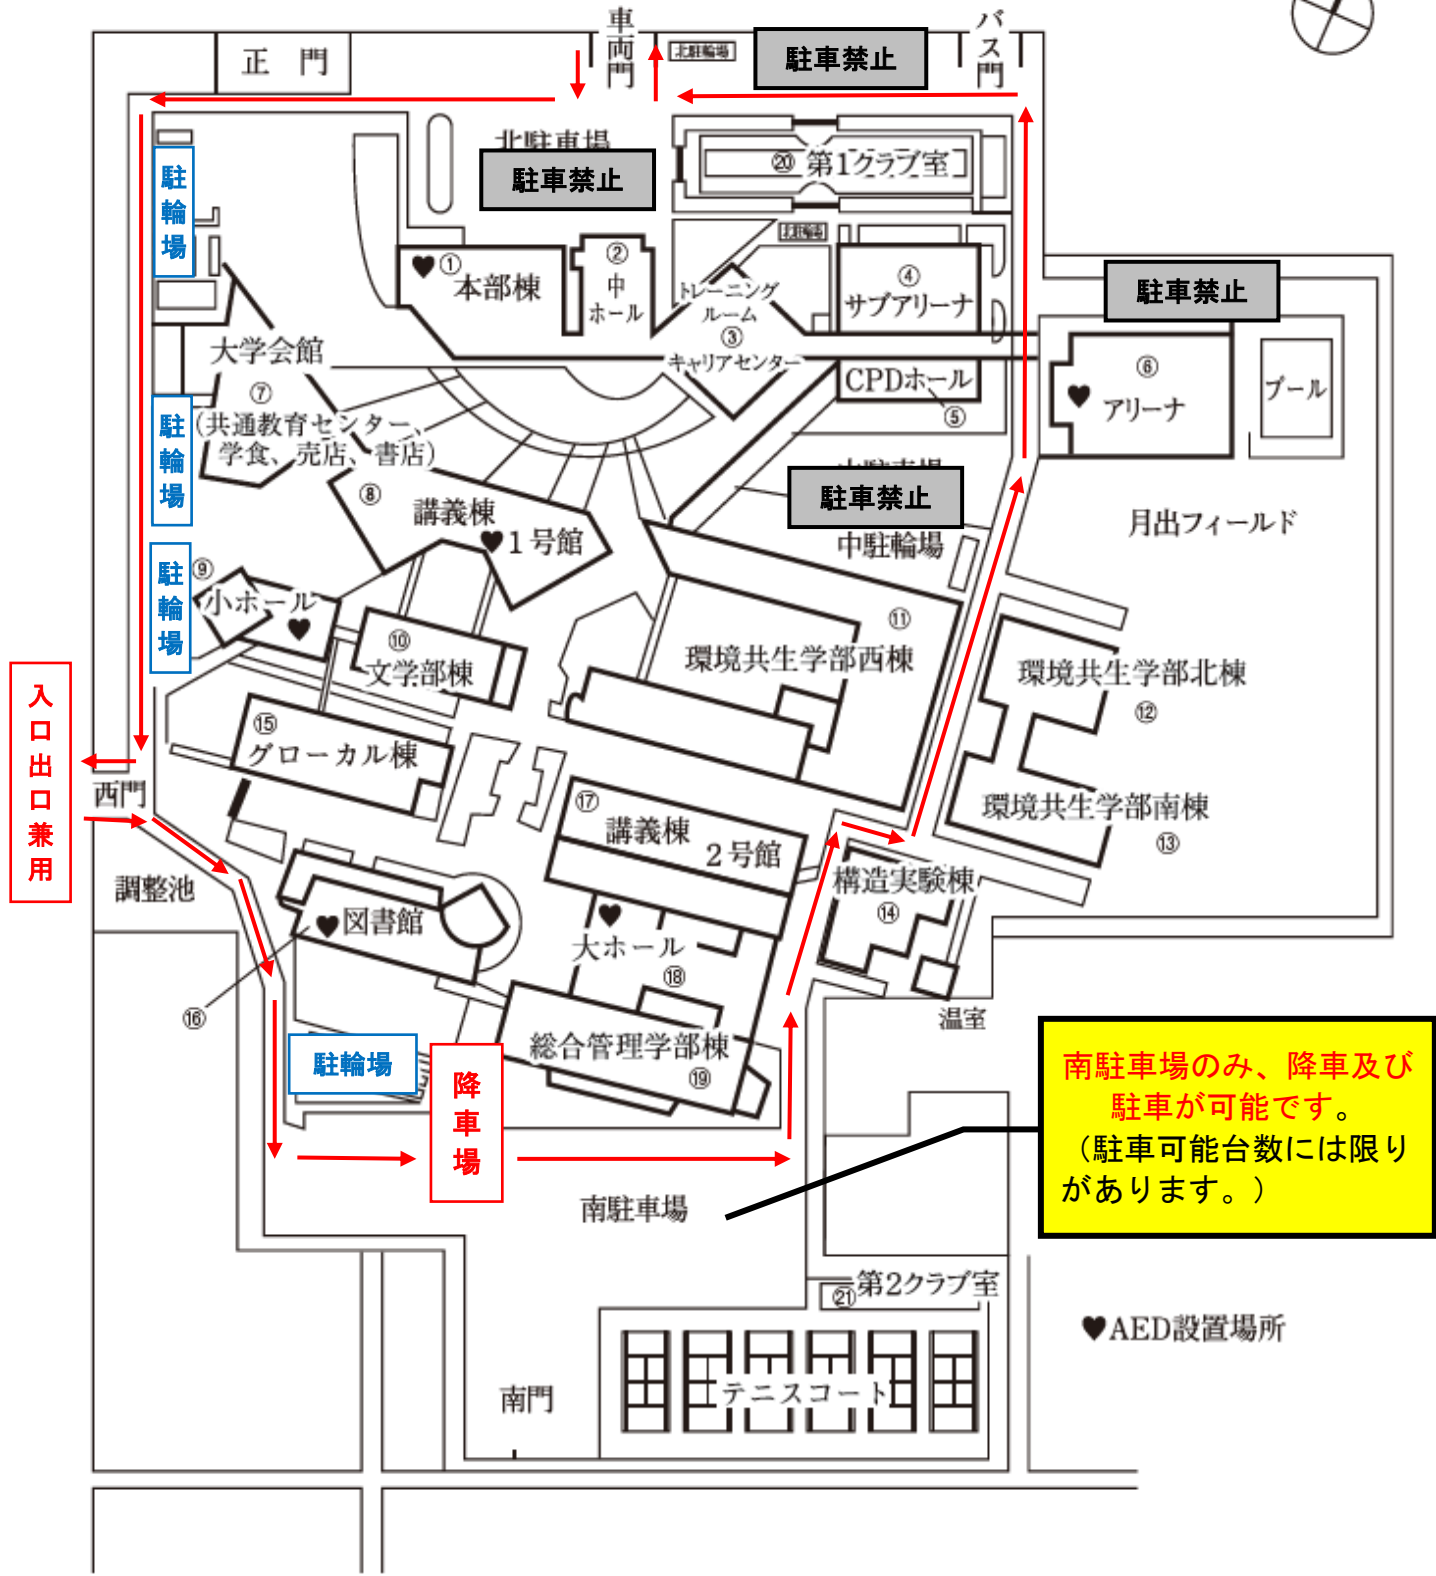 正門
車両門
北駐輪場
駐車禁止
バス門
北駐車場
駐車禁止
⑳ 第1クラブ室
駐輪場
北駐輪場
♥①
本部棟
②
中
ホール
トレーニング
ルーム
③
キャリアセンター
④
サブアリーナ
駐車禁止
CPDホール
⑤
⑥
♥アリーナ
プール
大学会館
⑦
(共通教育センター、
学食、売店、書店)
駐輪場
⑧
講義棟
♥1号館
駐車禁止
中駐輪場
月出フィールド
駐輪場
⑨
小ホール
♥
⑩
文学部棟
⑪
環境共生学部西棟
環境共生学部北棟
⑫
入口出口兼用
⑮
グローカル棟
西門
⑰
講義棟
2号館
環境共生学部南棟
⑬
調整池
構造実験棟
⑭
♥図書館
⑯
♥
大ホール
⑱
温室
駐輪場
総合管理学部棟
⑲
降車場
南駐車場のみ、降車及び
駐車が可能です。
(駐車可能台数には限り
があります。)
南駐車場
㉑第2クラブ室
♥AED設置場所
テニスコート
南門